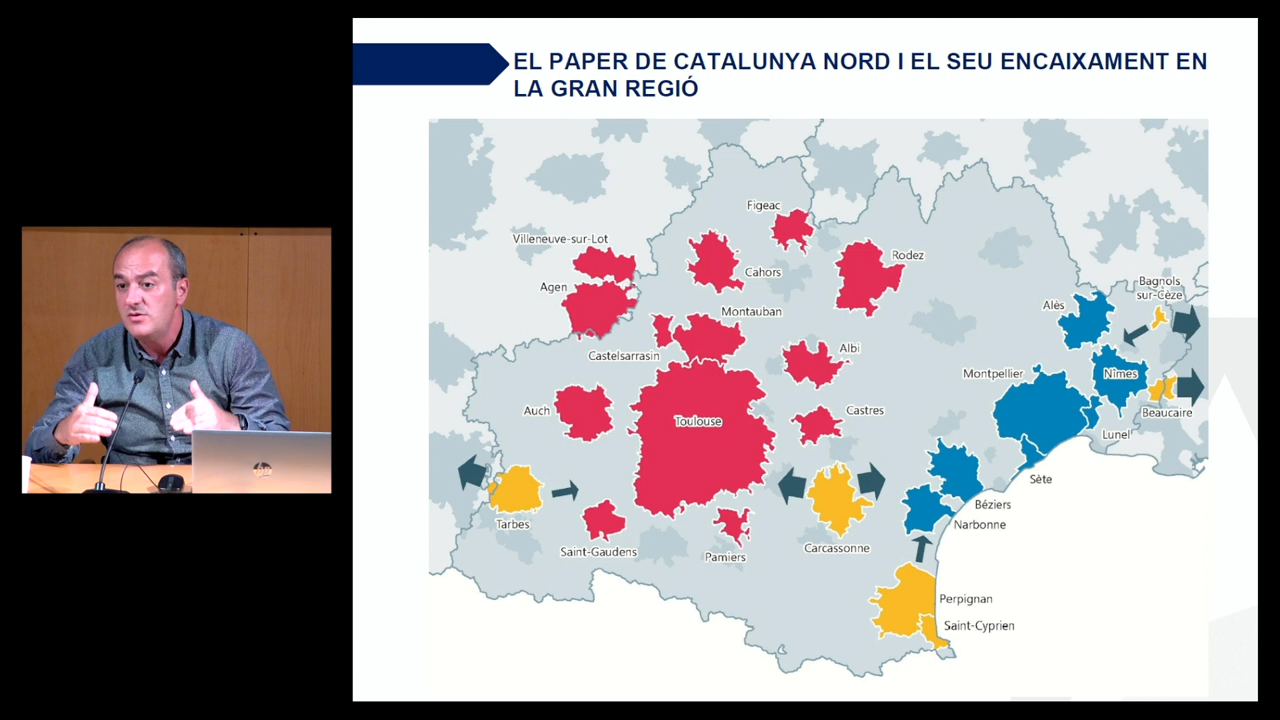 EL PAPER DE CATALUNYA NORD I EL SEU ENCAIXAMENT EN
LA GRAN REGIÓ
Figeac
Villeneuve-sur-Lot
Rodez
Cahors
Agen
Bagnols
sur-Cèze
Alès
Montauban
Castelsarrasin
Albi
Montpellier
Nîmes
Auch
Castres
Beaucaire
Toulouse
Lunel
Sète
Béziers
Tarbes
Narbonne
Saint-Gaudens
Pamiers
Carcassonne
Perpignan
Saint-Cyprien
hp